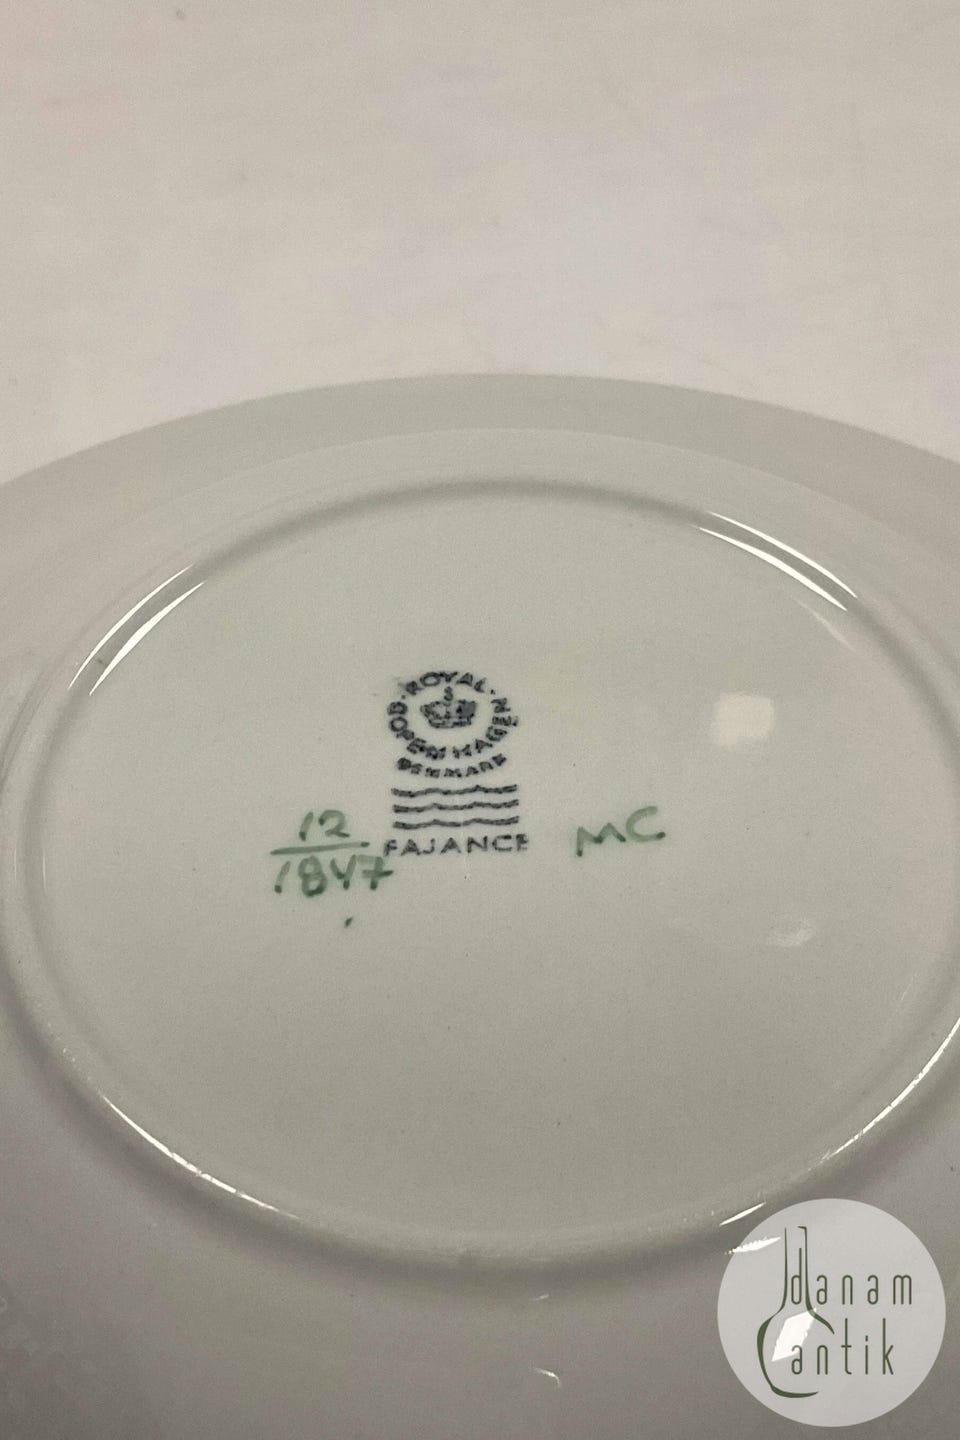 · ROYAL ·
COPENHAGEN
DENMARK
12
1847
FAJANCE
MC
danam
antik